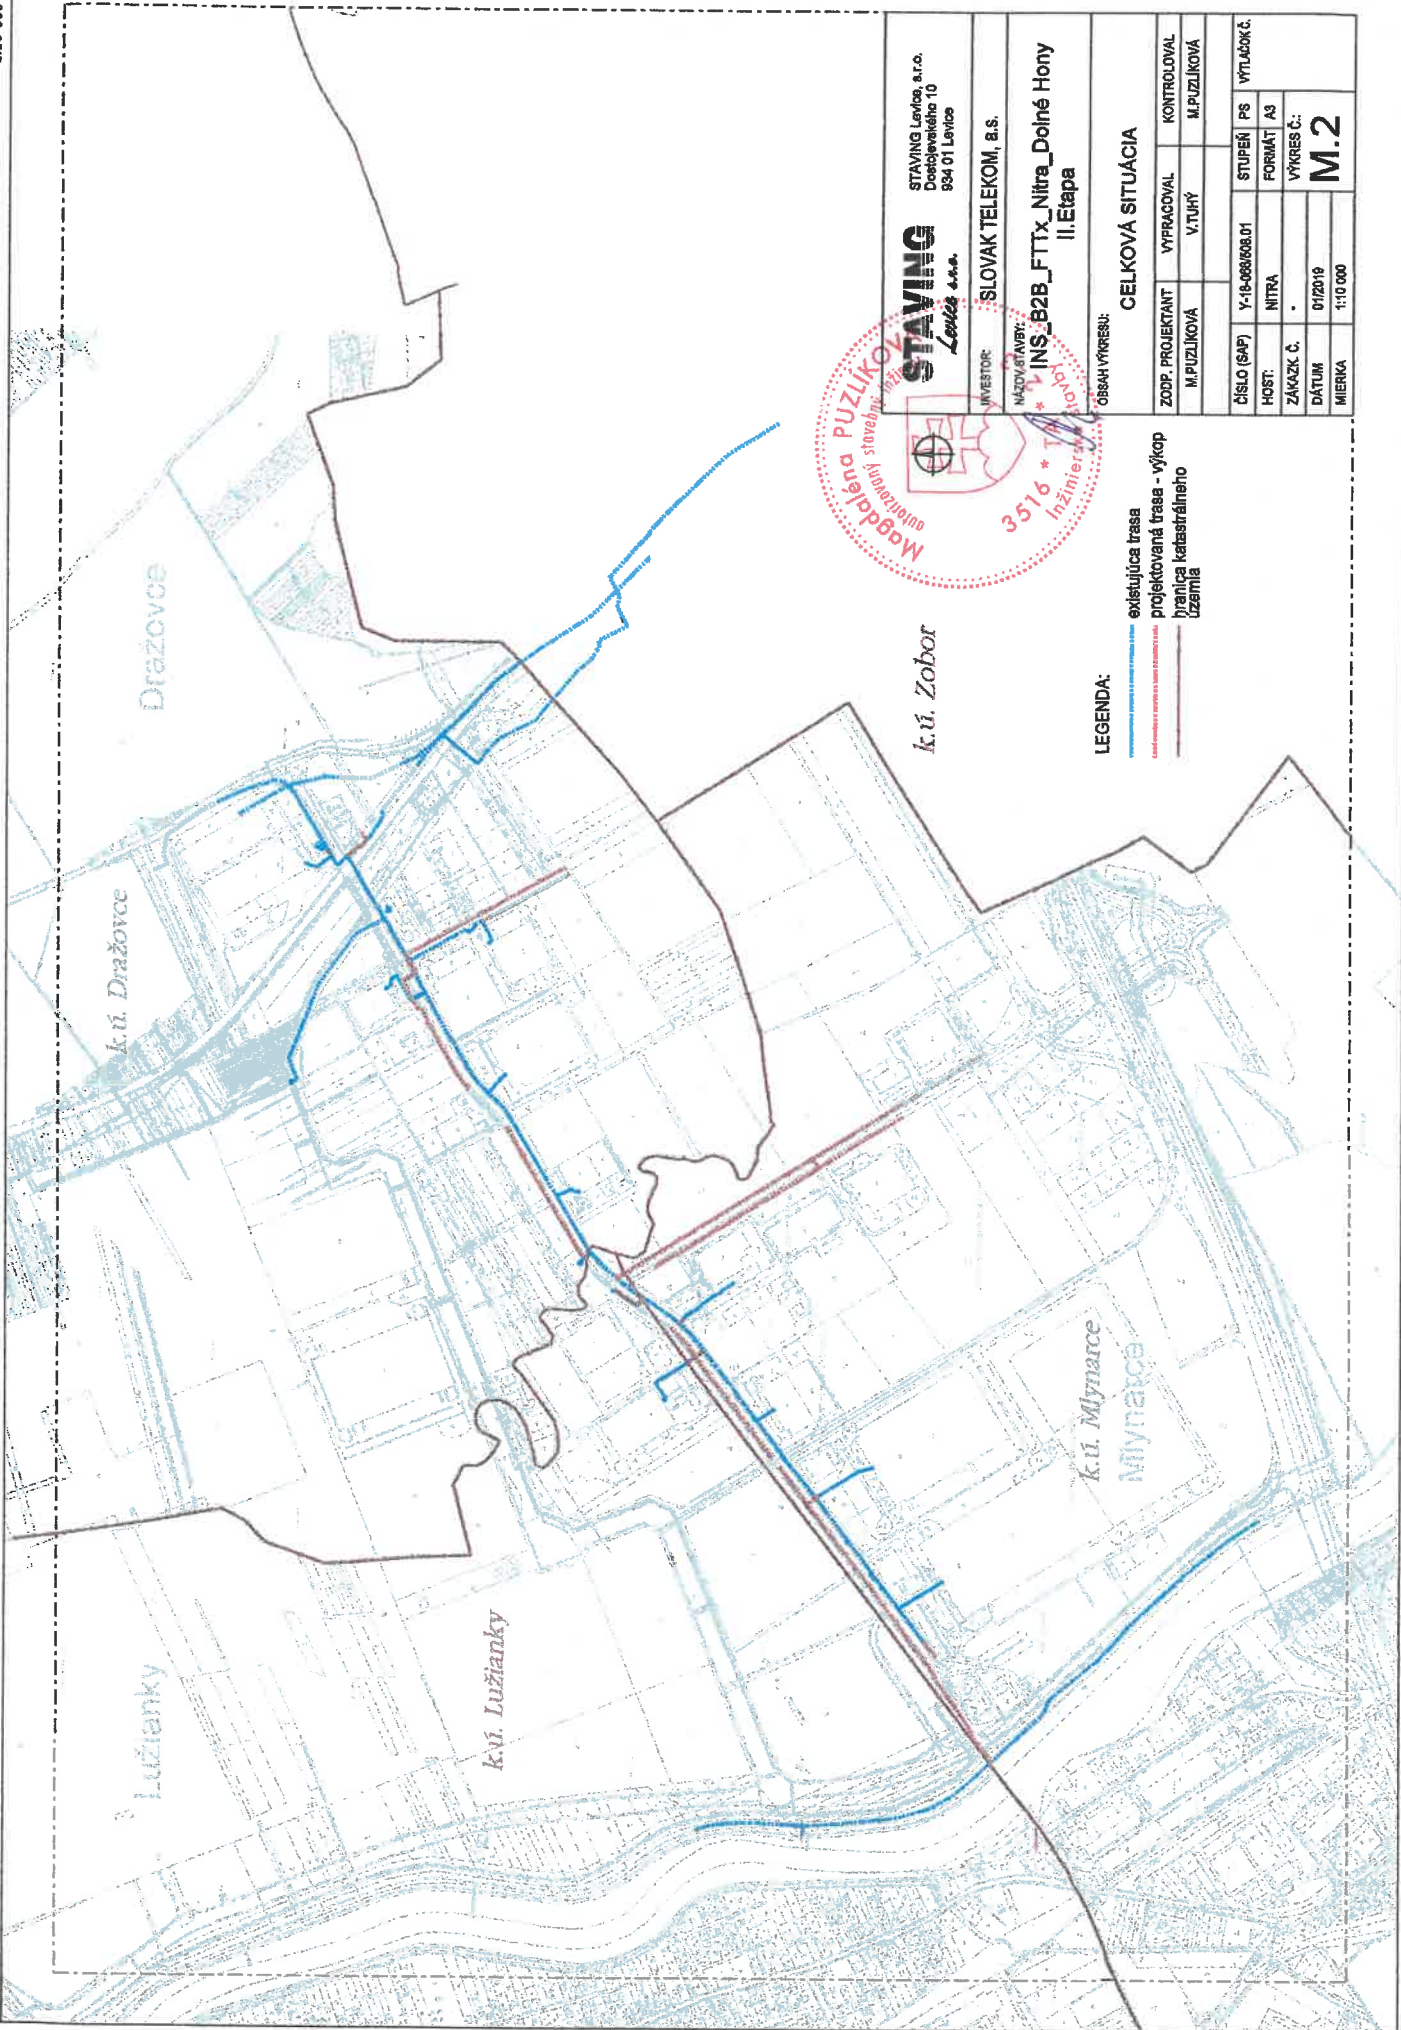 Dražovce
k.ú. Dražovce
Lužianky
k.ú. Lužianky
k.ú. Mlynarce
Mlynarce
k.ú. Zobor
LEGENDA:
existujúca trasa
projektovaná trasa - výkop
hranica katastrálneho
územia
Magdaléna PUZLÍKOVÁ
autorizovaný stavebný
3516 *
Inžinierske stavby
STAVING
Levice s.r.o.
STAVING Levice, s.r.o.
Dostojevského 10
934 01 Levice
INVESTOR:
SLOVAK TELEKOM, a.s.
NÁZOV STAVBY:
INS_B2B_FTTx_Nitra_Dolné Hony
II.Etapa
OBSAH VÝKRESU:
CELKOVÁ SITUÁCIA
ZODP. PROJEKTANT VYPRACOVAL KONTROLOVAL
M.PUZLÍKOVÁ V.TUHÝ M.PUZLÍKOVÁ
ČÍSLO (SAP) Y-18-068/508.01 STUPEŇ PS VÝTLAČOK Č.
HOSŤ: NITRA FORMÁT A3
ZÁKAZK. Č. - VÝKRES Č.:
DÁTUM 01/2019 M.2
MIERKA 1:10 000